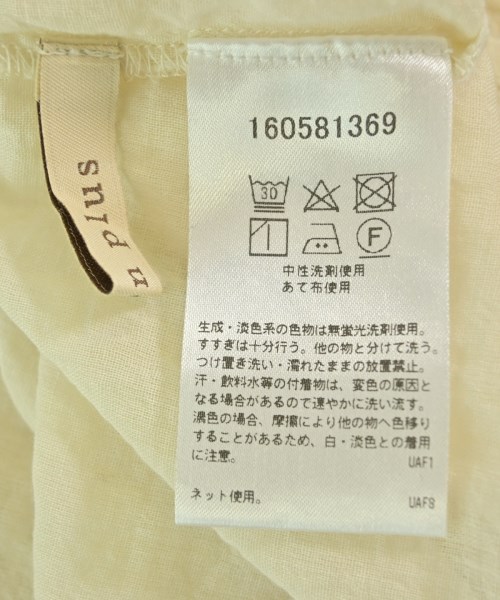 n plus
160581369
30
F
中性洗剤使用
あて布使用
生成・淡色系の色物は無蛍光洗剤使用。
すすぎは十分行う。他の物と分けて洗う。
つけ置き洗い・濡れたままの放置禁止。
汗・飲料水等の付着物は、変色の原因と
なる場合があるので速やかに洗い流す。
濃色の場合、摩擦により他の物へ色移り
することがあるため、白・淡色との着用
に注意。 UAF1
ネット使用。 UAF8